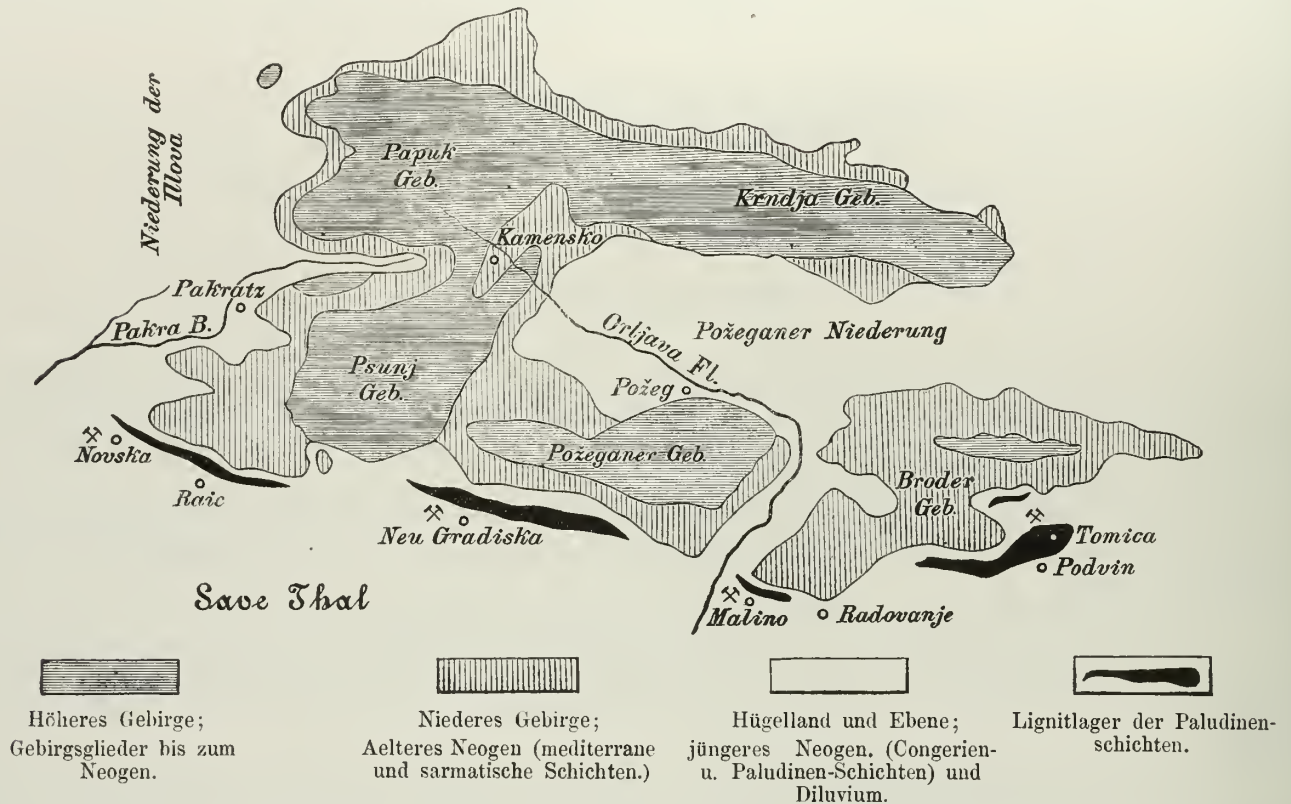 Niederung der
Illova
Papuk
Geb.
Krndja Geb.
Kamensko
Pakratz
Pakra B.
Orljava Fl.
Požeganer Niederung
Psunj
Geb.
Požeg
Novska
Raic
Požeganer Geb.
Broder
Geb.
Neu Gradiska
Tomica
Podvin
Save Thal
Malino
Radovanje
Höheres Gebirge;
Gebirgsglieder bis zum
Neogen.
Niederes Gebirge;
Aelteres Neogen (mediterrane
und sarmatische Schichten.)
Hügelland und Ebene;
jüngeres Neogen. (Congerien-
u. Paludinen-Schichten) und
Diluvium.
Lignitlager der Paludinen-
schichten.